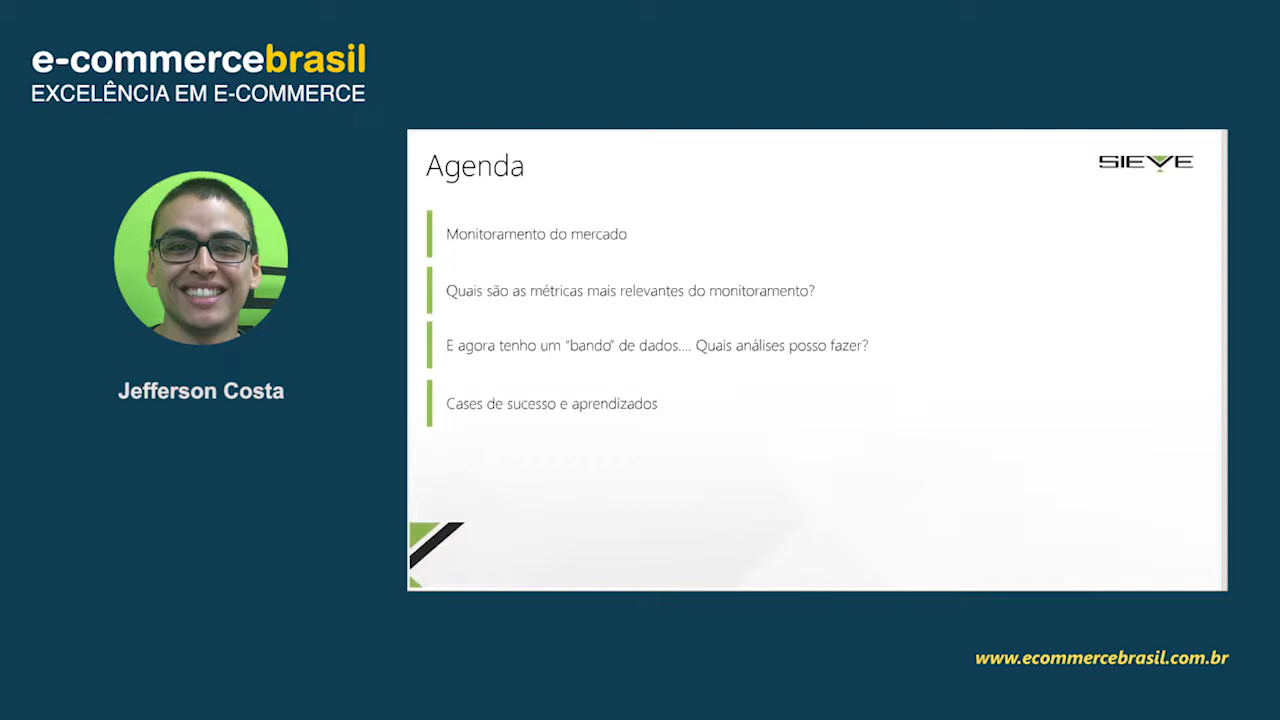 e-commercebrasil
EXCELÊNCIA EM E-COMMERCE
Jefferson Costa
Agenda
SIEVE
Monitoramento do mercado
Quais são as métricas mais relevantes do monitoramento?
E agora tenho um “bando” de dados.... Quais análises posso fazer?
Cases de sucesso e aprendizados
www.ecommercebrasil.com.br